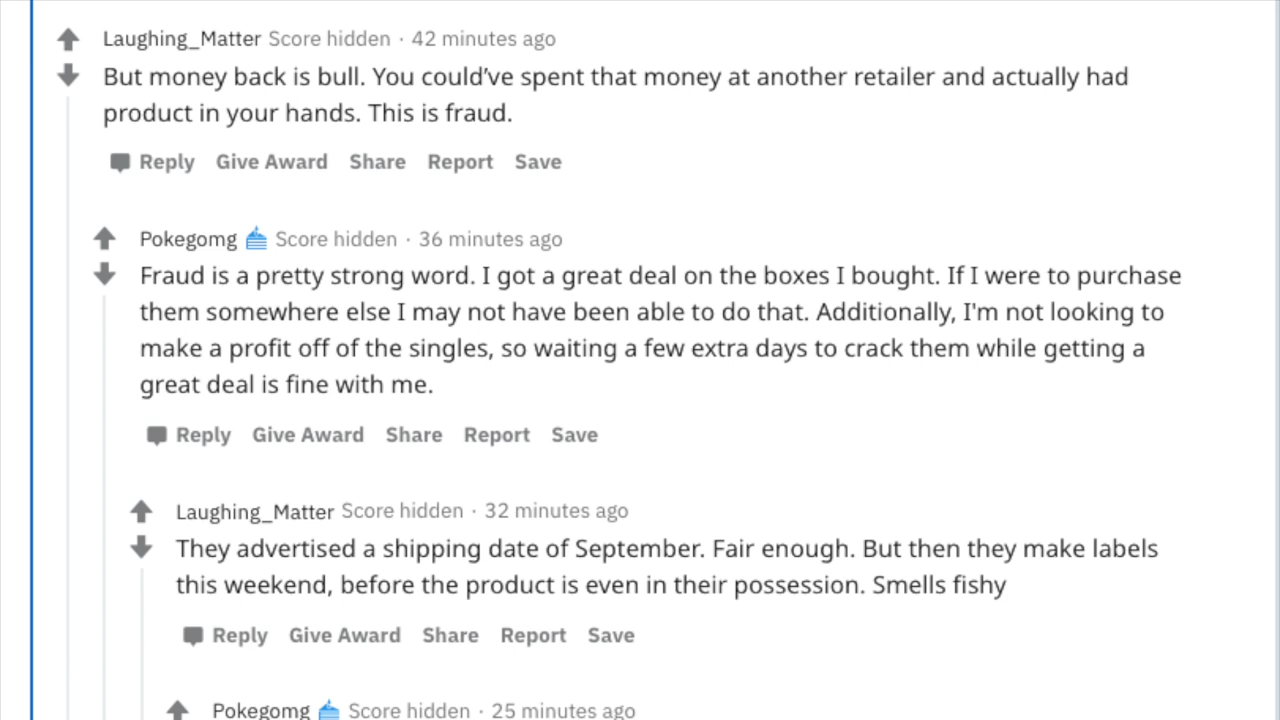 Laughing_Matter Score hidden · 42 minutes ago
But money back is bull. You could’ve spent that money at another retailer and actually had
product in your hands. This is fraud.
Reply Give Award Share Report Save
Pokegomg Score hidden · 36 minutes ago
Fraud is a pretty strong word. I got a great deal on the boxes I bought. If I were to purchase
them somewhere else I may not have been able to do that. Additionally, I'm not looking to
make a profit off of the singles, so waiting a few extra days to crack them while getting a
great deal is fine with me.
Reply Give Award Share Report Save
Laughing_Matter Score hidden · 32 minutes ago
They advertised a shipping date of September. Fair enough. But then they make labels
this weekend, before the product is even in their possession. Smells fishy
Reply Give Award Share Report Save
Pokegomg Score hidden · 25 minutes ago